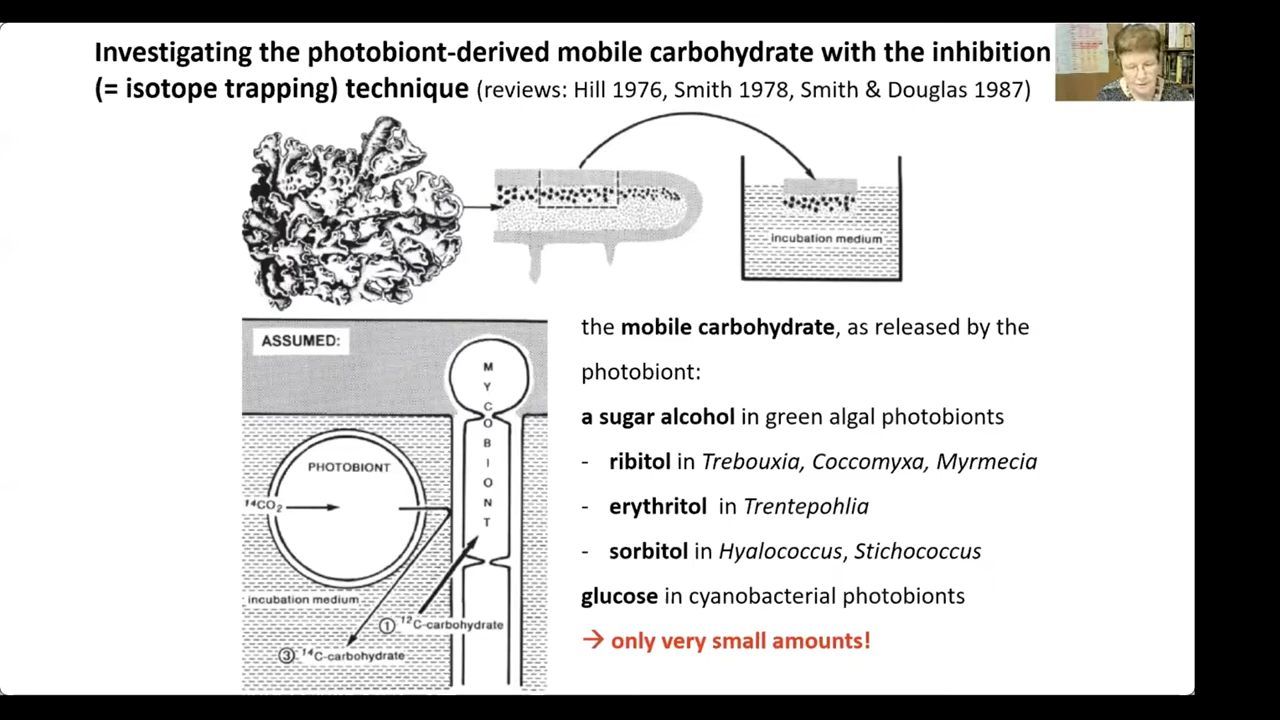 Investigating the photobiont-derived mobile carbohydrate with the inhibition
(= isotope trapping) technique (reviews: Hill 1976, Smith 1978, Smith & Douglas 1987)
incubation medium
ASSUMED:
MYCOBIONT
PHOTOBIONT
¹⁴CO₂
incubation medium
① ¹²C-carbohydrate
③ ¹⁴C-carbohydrate
the mobile carbohydrate, as released by the
photobiont:
a sugar alcohol in green algal photobionts
- ribitol in Trebouxia, Coccomyxa, Myrmecia
- erythritol in Trentepohlia
- sorbitol in Hyalococcus, Stichococcus
glucose in cyanobacterial photobionts
→ only very small amounts!